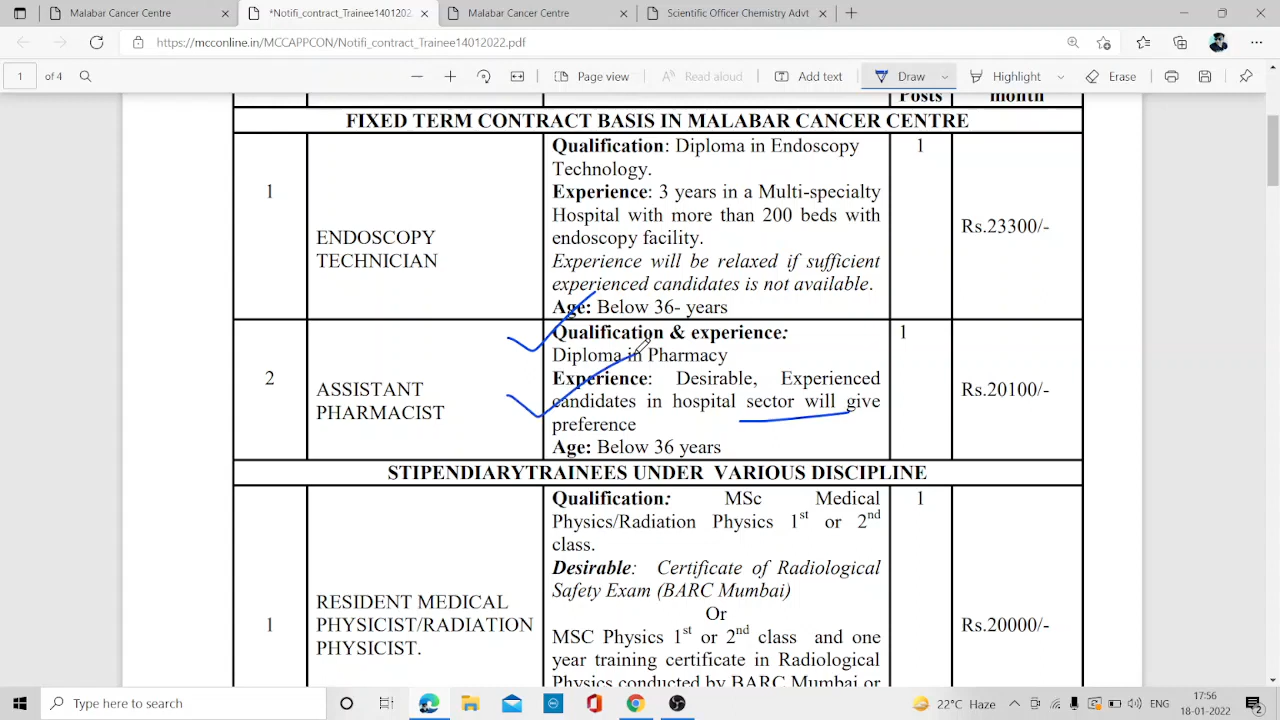 Malabar Cancer Centre
*Notifi_contract_Trainee1401202
Malabar Cancer Centre
Scientific Officer Chemistry Advt
https://mcconline.in/MCCAPPCON/Notifi_contract_Trainee14012022.pdf
1 of 4
Page view
Read aloud
Add text
Draw
Highlight
Erase
Posts
month
FIXED TERM CONTRACT BASIS IN MALABAR CANCER CENTRE
1
ENDOSCOPY
TECHNICIAN
Qualification: Diploma in Endoscopy
Technology.
Experience: 3 years in a Multi-specialty
Hospital with more than 200 beds with
endoscopy facility.
Experience will be relaxed if sufficient
experienced candidates is not available.
Age: Below 36- years
1
Rs.23300/-
2
ASSISTANT
PHARMACIST
Qualification & experience:
Diploma in Pharmacy
Experience: Desirable, Experienced
candidates in hospital sector will give
preference
Age: Below 36 years
1
Rs.20100/-
STIPENDIARYTRAINEES UNDER VARIOUS DISCIPLINE
1
RESIDENT MEDICAL
PHYSICIST/RADIATION
PHYSICIST.
Qualification: MSc Medical
Physics/Radiation Physics 1st or 2nd
class.
Desirable: Certificate of Radiological
Safety Exam (BARC Mumbai)
Or
MSC Physics 1st or 2nd class and one
year training certificate in Radiological
Physics conducted by BARC Mumbai or
1
Rs.20000/-
Type here to search
22°C Haze
ENG
17:56
18-01-2022
2